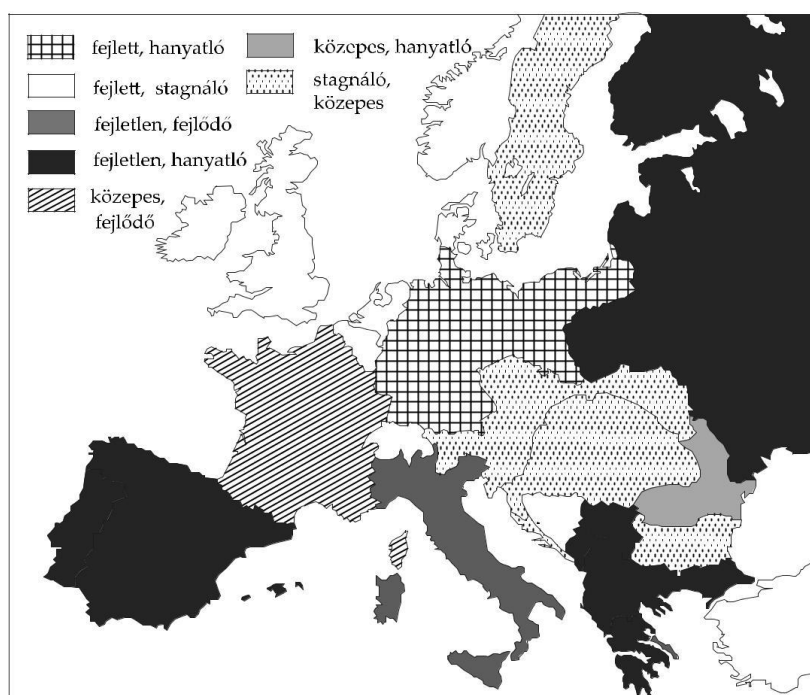 fejlett, hanyatló
fejlett, stagnáló
fejletlen, fejlődő
fejletlen, hanyatló
közepes,
fejlődő
közepes, hanyatló
stagnáló,
közepes